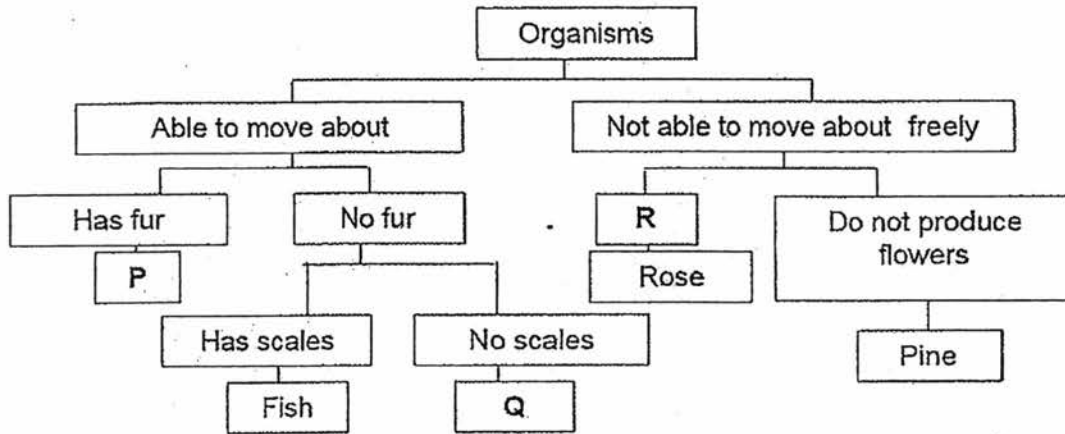 Organisms
Able to move about
Not able to move about freely
Has fur
No fur
R
Do not produce
flowers
P
Rose
Has scales
No scales
Pine
Fish
Q